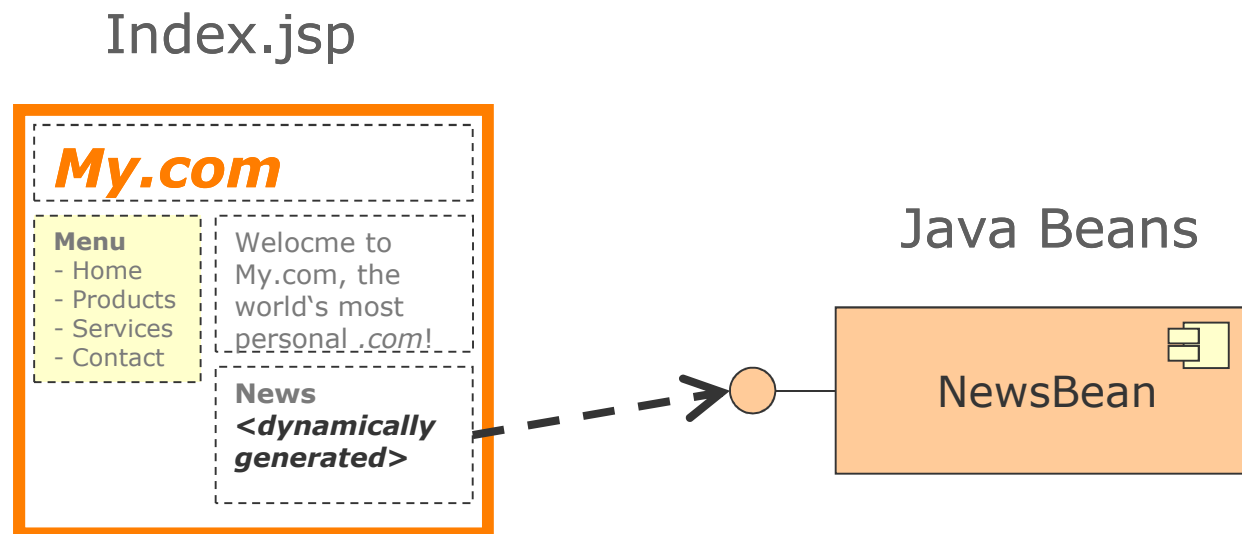 Index.jsp
My.com
Menu
- Home
- Products
- Services
- Contact
Welocme to
My.com, the
world‘s most
personal .com!
News
<dynamically
generated>
Java Beans
NewsBean